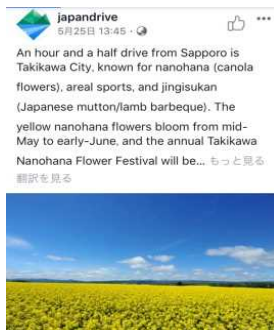 japandrive
5月25日 13:45 ·
An hour and a half drive from Sapporo is
Takikawa City, known for nanohana (canola
flowers), areal sports, and jingisukan
(Japanese mutton/lamb barbeque). The
yellow nanohana flowers bloom from mid-
May to early-June, and the annual Takikawa
Nanohana Flower Festival will be... もっと見る
翻訳を見る